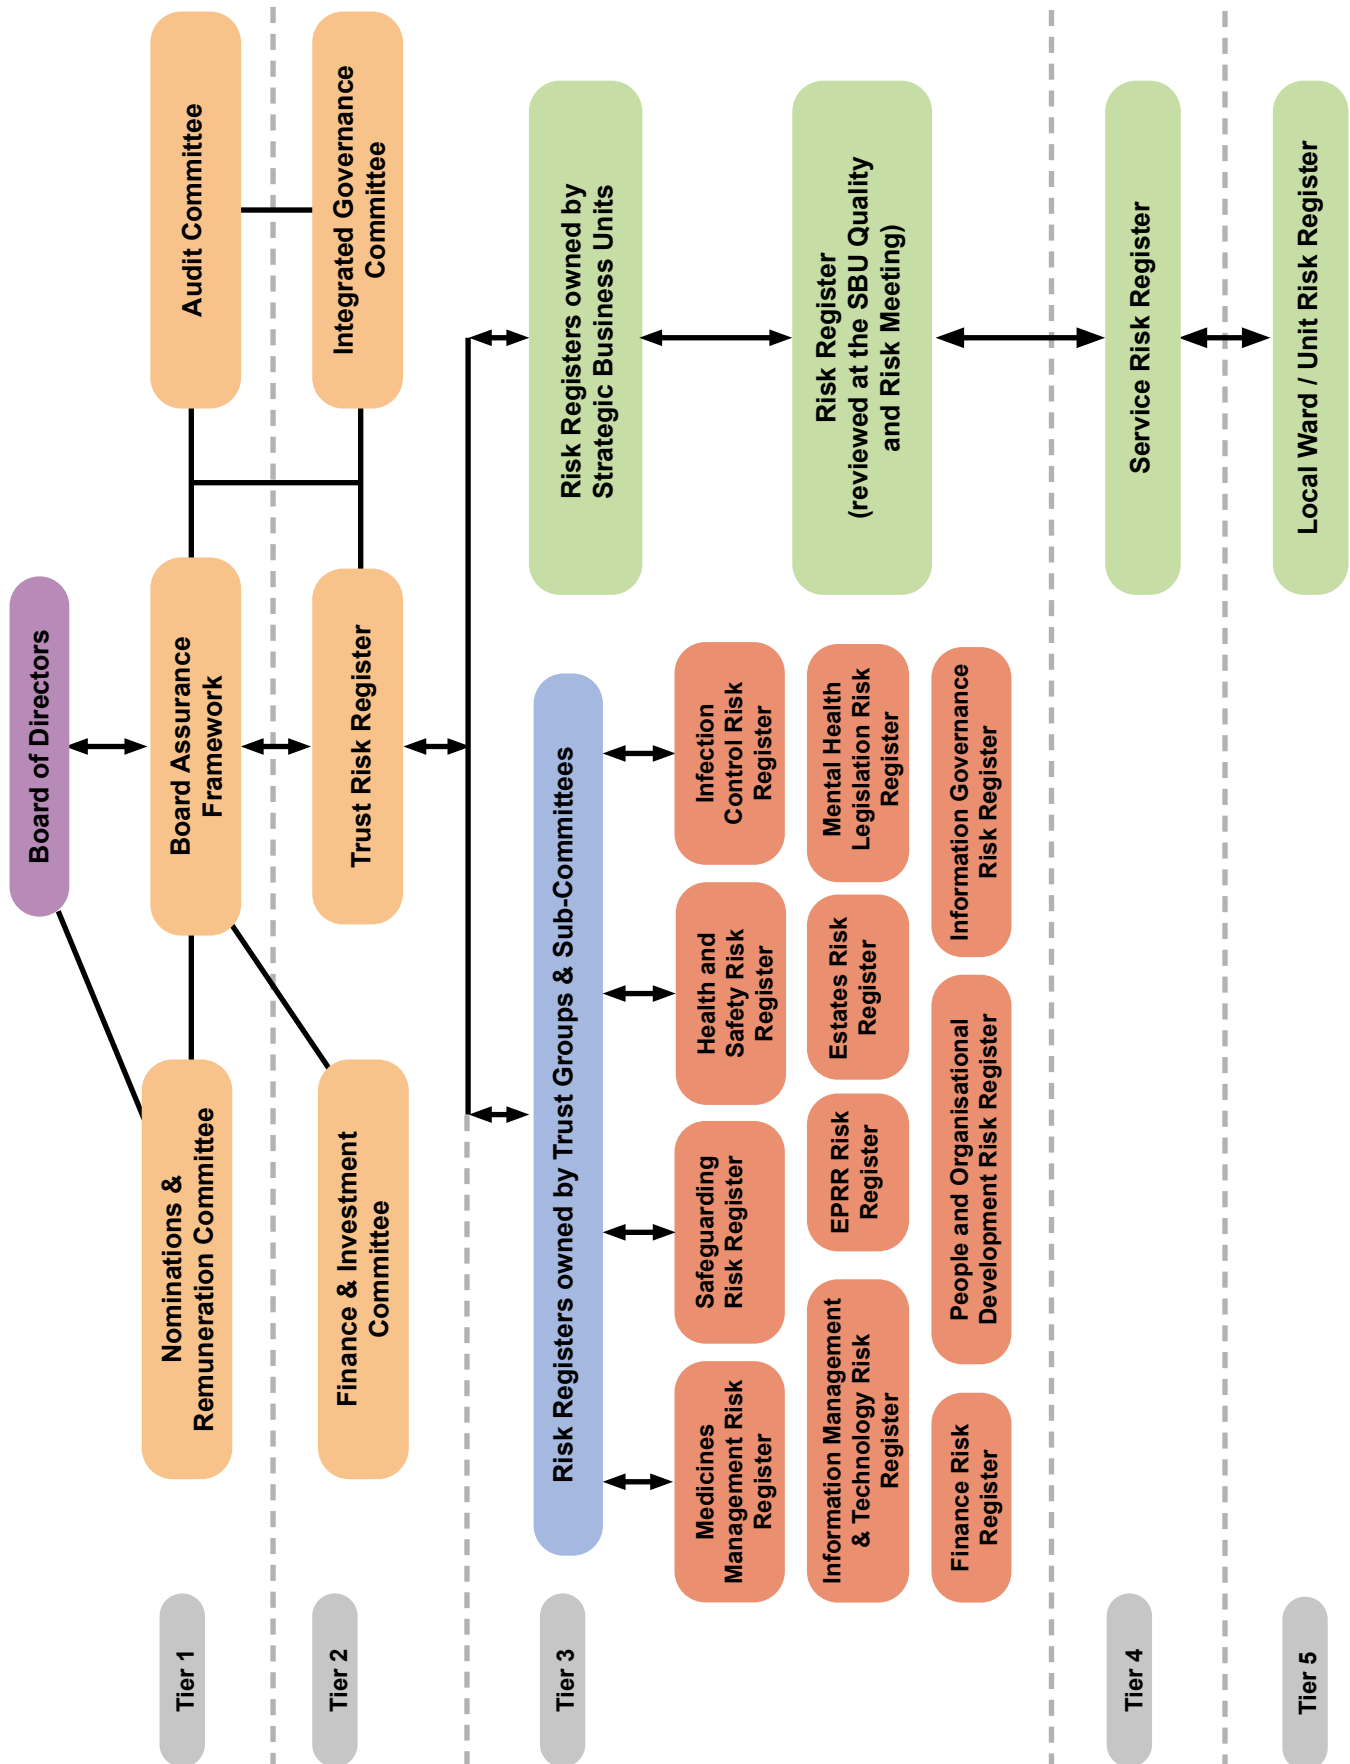 Board of Directors
Tier 1
Nominations &
Remuneration Committee
Board Assurance
Framework
Audit Committee
Tier 2
Finance & Investment
Committee
Trust Risk Register
Integrated Governance
Committee
Tier 3
Risk Registers owned by Trust Groups & Sub-Committees
Risk Registers owned by
Strategic Business Units
Medicines
Management Risk
Register
Safeguarding
Risk Register
Health and
Safety Risk
Register
Infection
Control Risk
Register
Information Management
& Technology Risk
Register
EPRR Risk
Register
Estates Risk
Register
Mental Health
Legislation Risk
Register
Risk Register
(reviewed at the SBU Quality
and Risk Meeting)
Finance Risk
Register
People and Organisational
Development Risk Register
Information Governance
Risk Register
Tier 4
Service Risk Register
Tier 5
Local Ward / Unit Risk Register